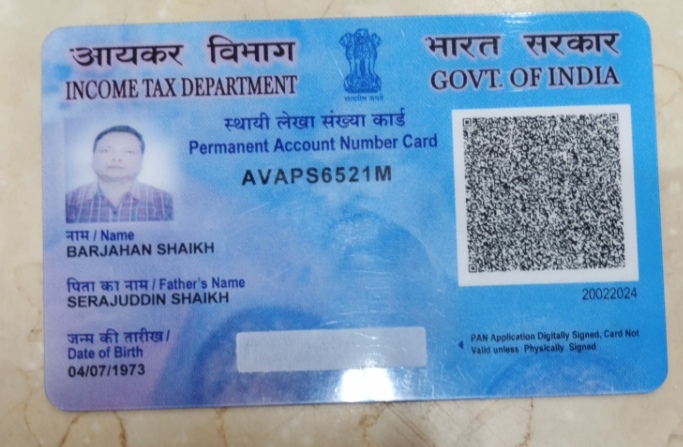 आयकर विभाग
INCOME TAX DEPARTMENT
भारत सरकार
GOVT. OF INDIA
सत्यमेव जयते
स्थायी लेखा संख्या कार्ड
Permanent Account Number Card
AVAPS6521M
नाम / Name
BARJAHAN SHAIKH
पिता का नाम / Father's Name
SERAJUDDIN SHAIKH
जन्म की तारीख /
Date of Birth
04/07/1973
20022024
PAN Application Digitally Signed, Card Not
Valid unless Physically Signed